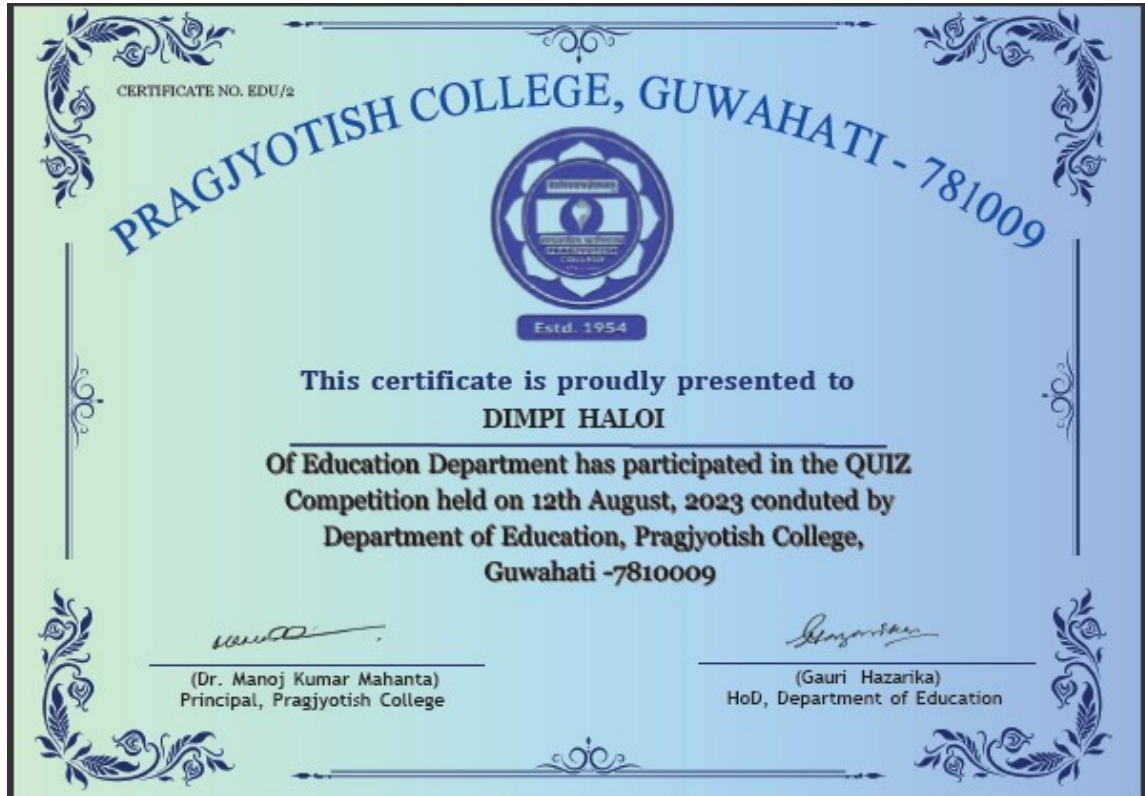 CERTIFICATE NO. EDU/2
PRAGJYOTISH COLLEGE, GUWAHATI - 781009
PRAGJYOTISH
COLLEGE
Estd. 1954
This certificate is proudly presented to
DIMPI HALOI
Of Education Department has participated in the QUIZ
Competition held on 12th August, 2023 conduted by
Department of Education, Pragjyotish College,
Guwahati -7810009
(Dr. Manoj Kumar Mahanta)
Principal, Pragjyotish College
(Gauri Hazarika)
HoD, Department of Education